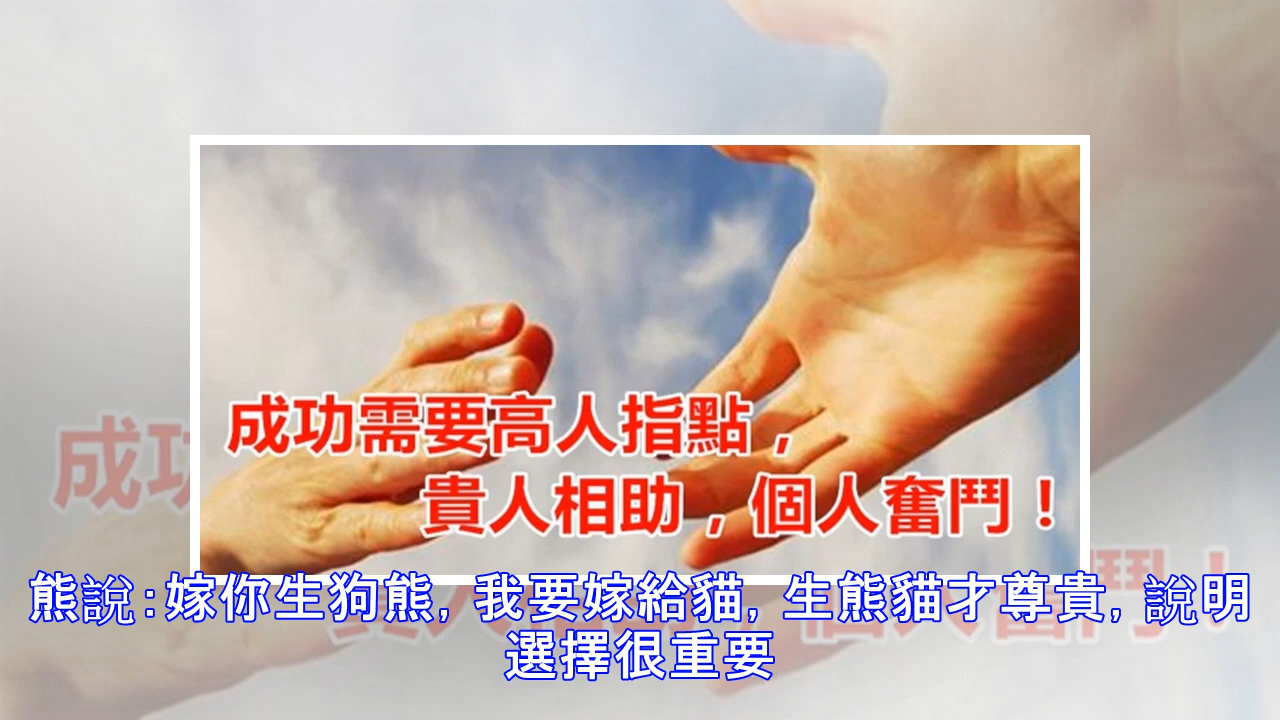 成功需要高人指點，
貴人相助，個人奮鬥！
熊說:嫁你生狗熊, 我要嫁給貓, 生熊貓才尊貴, 說明
選擇很重要